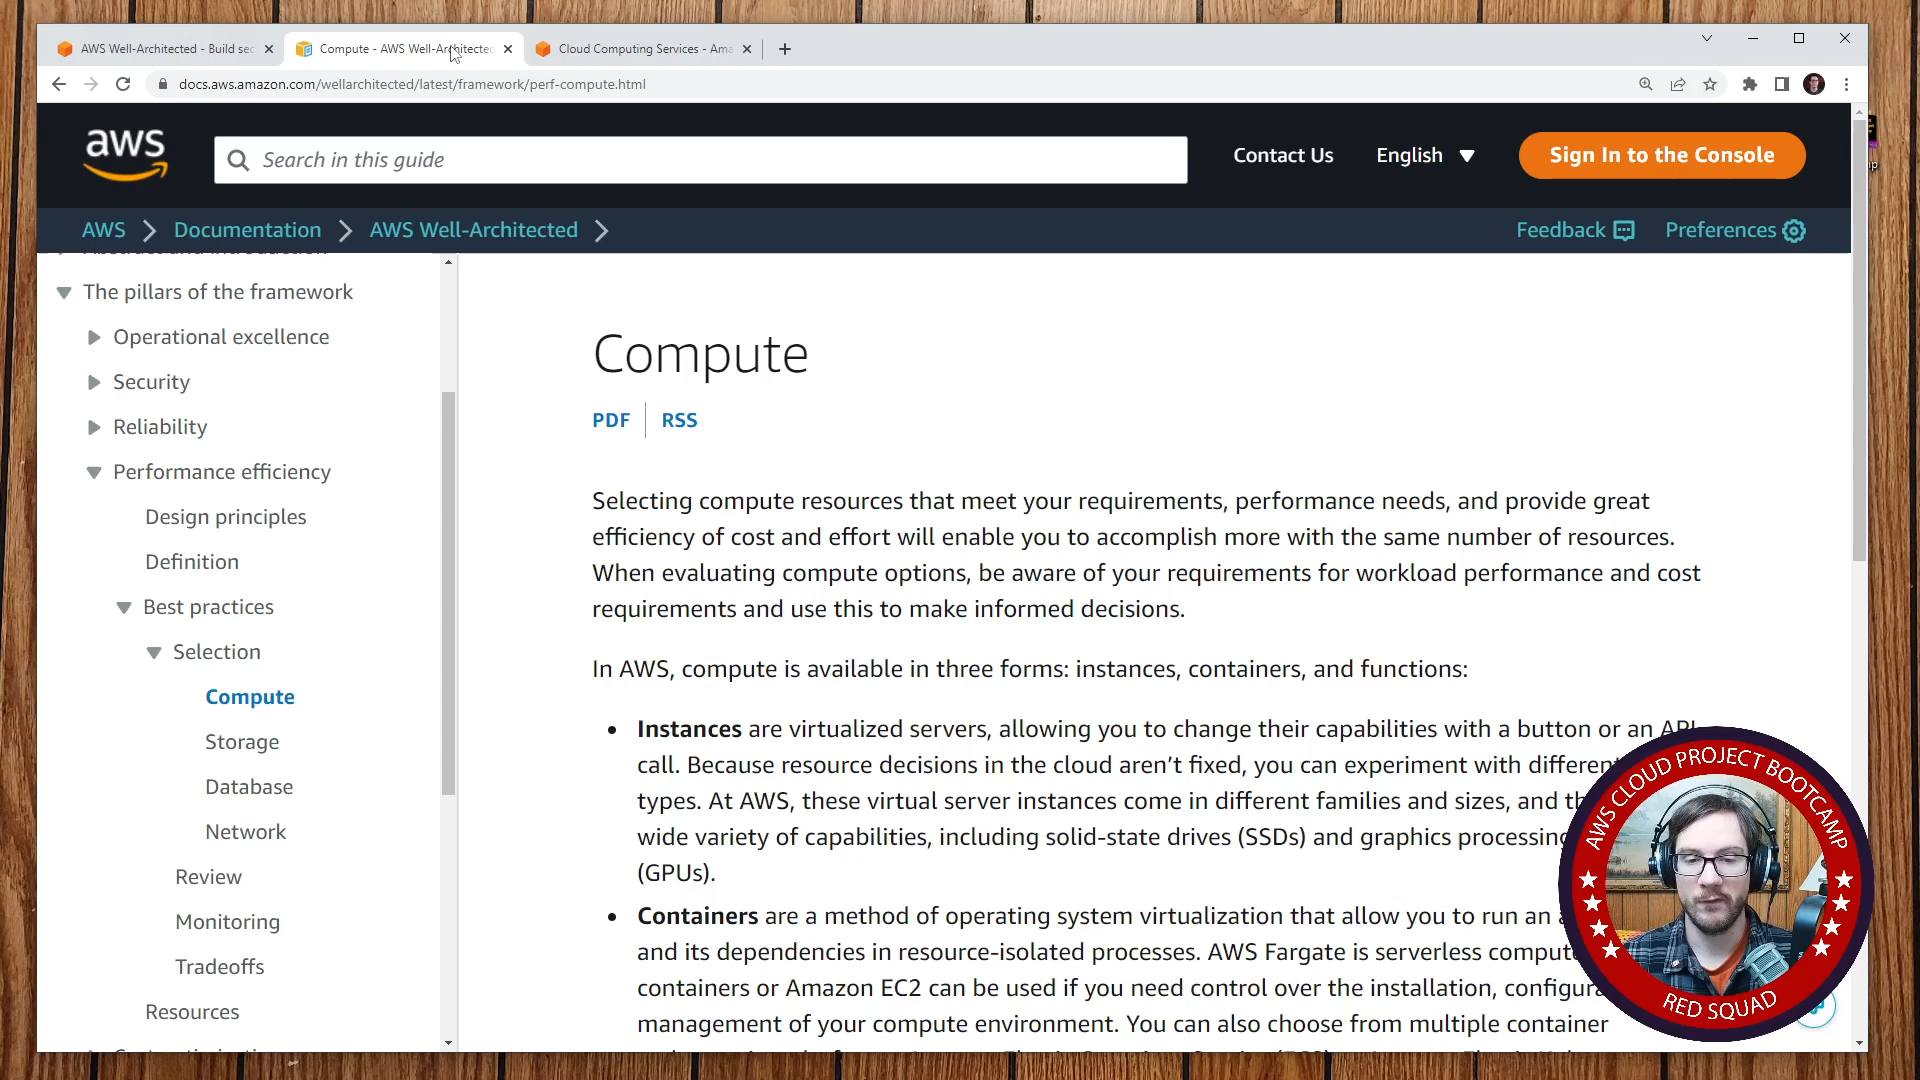 AWS Well-Architected - Build sec
Compute - AWS Well-Architected
Cloud Computing Services - Ama
docs.aws.amazon.com/wellarchitected/latest/framework/perf-compute.html
aws
Search in this guide
Contact Us
English
Sign In to the Console
AWS
Documentation
AWS Well-Architected
Feedback
Preferences
The pillars of the framework
Operational excellence
Security
Reliability
Performance efficiency
Design principles
Definition
Best practices
Selection
Compute
Storage
Database
Network
Review
Monitoring
Tradeoffs
Resources
Compute
PDF
RSS
Selecting compute resources that meet your requirements, performance needs, and provide great
efficiency of cost and effort will enable you to accomplish more with the same number of resources.
When evaluating compute options, be aware of your requirements for workload performance and cost
requirements and use this to make informed decisions.
In AWS, compute is available in three forms: instances, containers, and functions:
• Instances are virtualized servers, allowing you to change their capabilities with a button or an API
call. Because resource decisions in the cloud aren’t fixed, you can experiment with different
types. At AWS, these virtual server instances come in different families and sizes, and
wide variety of capabilities, including solid-state drives (SSDs) and graphics processing
(GPUs).
• Containers are a method of operating system virtualization that allow you to run an
and its dependencies in resource-isolated processes. AWS Fargate is serverless compute
containers or Amazon EC2 can be used if you need control over the installation,
management of your compute environment. You can also choose from multiple container
AWS CLOUD PROJECT BOOTCAMP
RED SQUAD